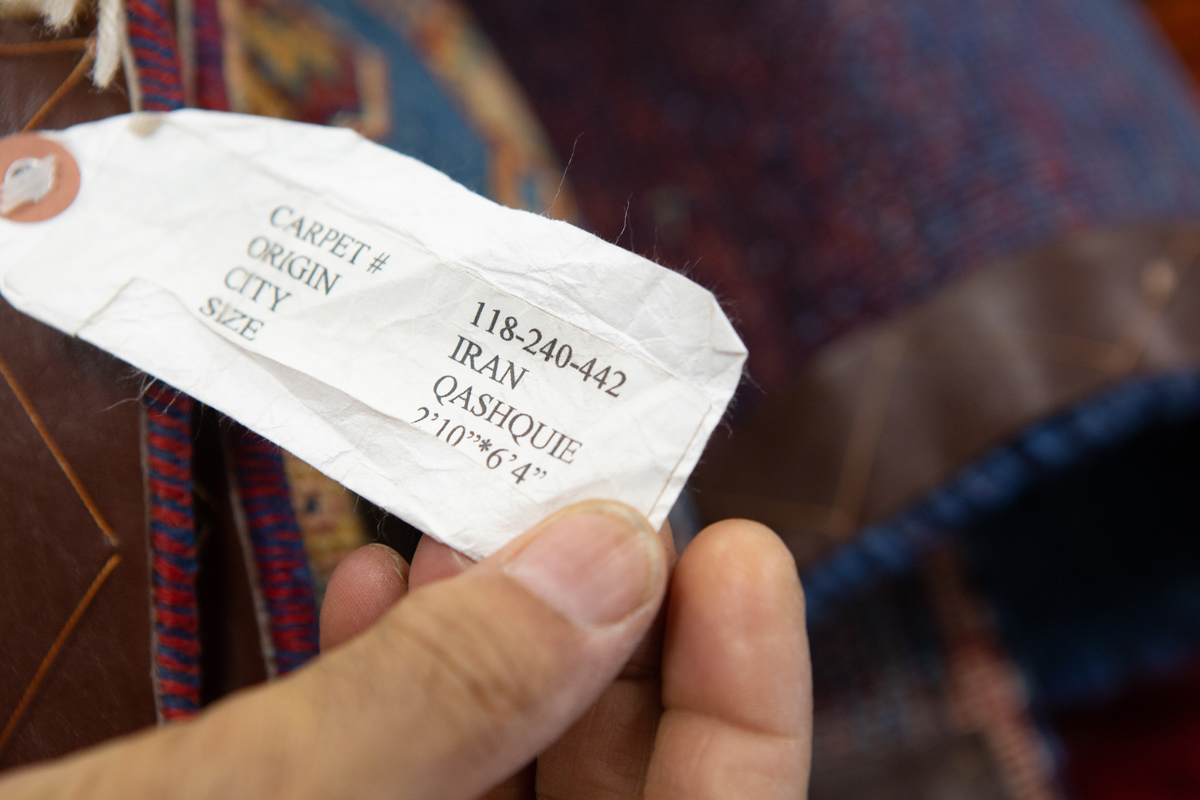 CARPET # 118-240-442
ORIGIN IRAN
CITY QASHQUIE
SIZE 2’10”*6’4”